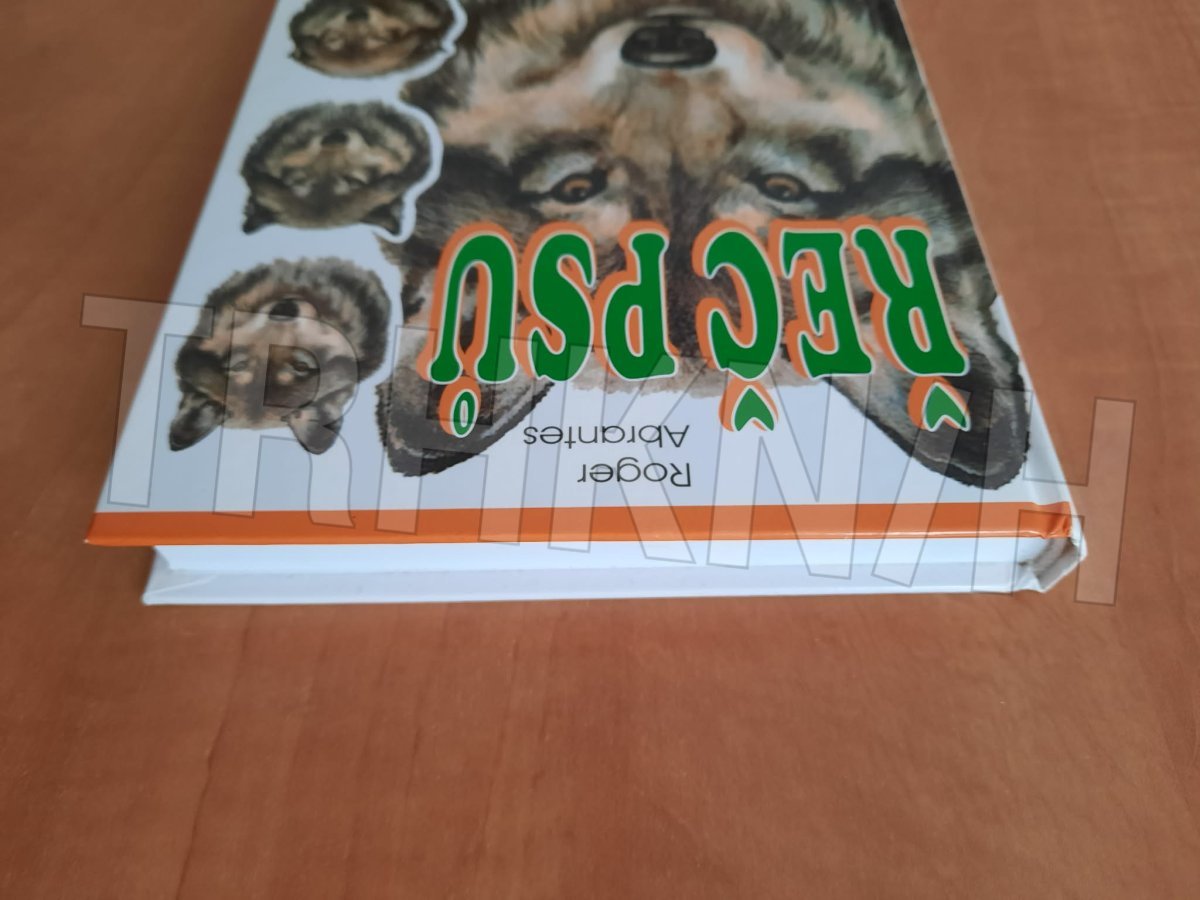 Roger
Abrantes
ŘEČ PSŮ
TRHKNIH